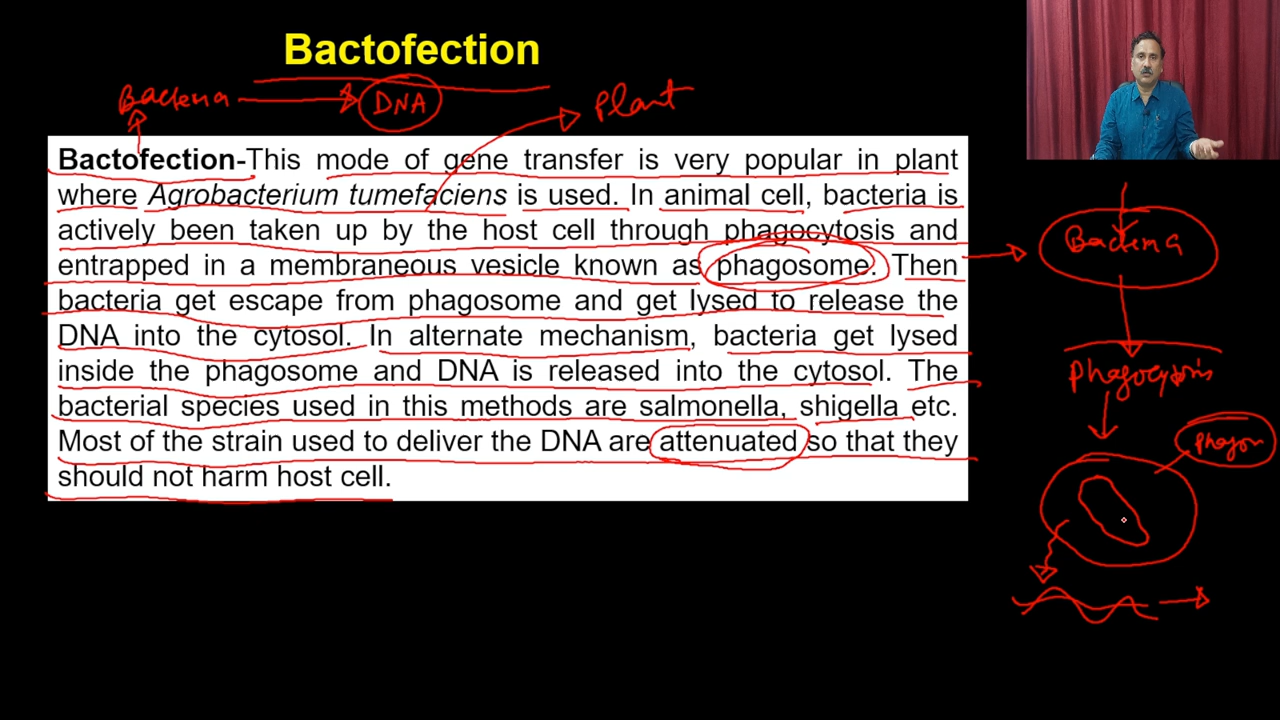 Bactofection
Bacteria DNA Plant
Bactofection-This mode of gene transfer is very popular in plant
where Agrobacterium tumefaciens is used. In animal cell, bacteria is
actively been taken up by the host cell through phagocytosis and
entrapped in a membraneous vesicle known as phagosome. Then
bacteria get escape from phagosome and get lysed to release the
DNA into the cytosol. In alternate mechanism, bacteria get lysed
inside the phagosome and DNA is released into the cytosol. The
bacterial species used in this methods are salmonella, shigella etc.
Most of the strain used to deliver the DNA are attenuated so that they
should not harm host cell.
Bacteria
Phagocytosis